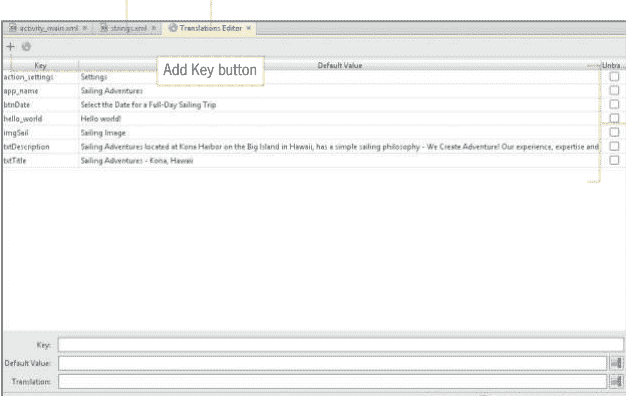 activity_main.xml × strings.xml × Translations Editor ×
Add Key button
Key Default Value Untra...
action_settings Settings
app_name Sailing Adventures
btnDate Select the Date for a Full-Day Sailing Trip
hello_world Hello world!
imgSail Sailing Image
txtDescription Sailing Adventures located at Kona Harbor on the Big Island in Hawaii, has a simple sailing philosophy - We Create Adventure! Our experience, expertise and
txtTitle Sailing Adventures - Kona, Hawaii
Key:
Default Value:
Translation: